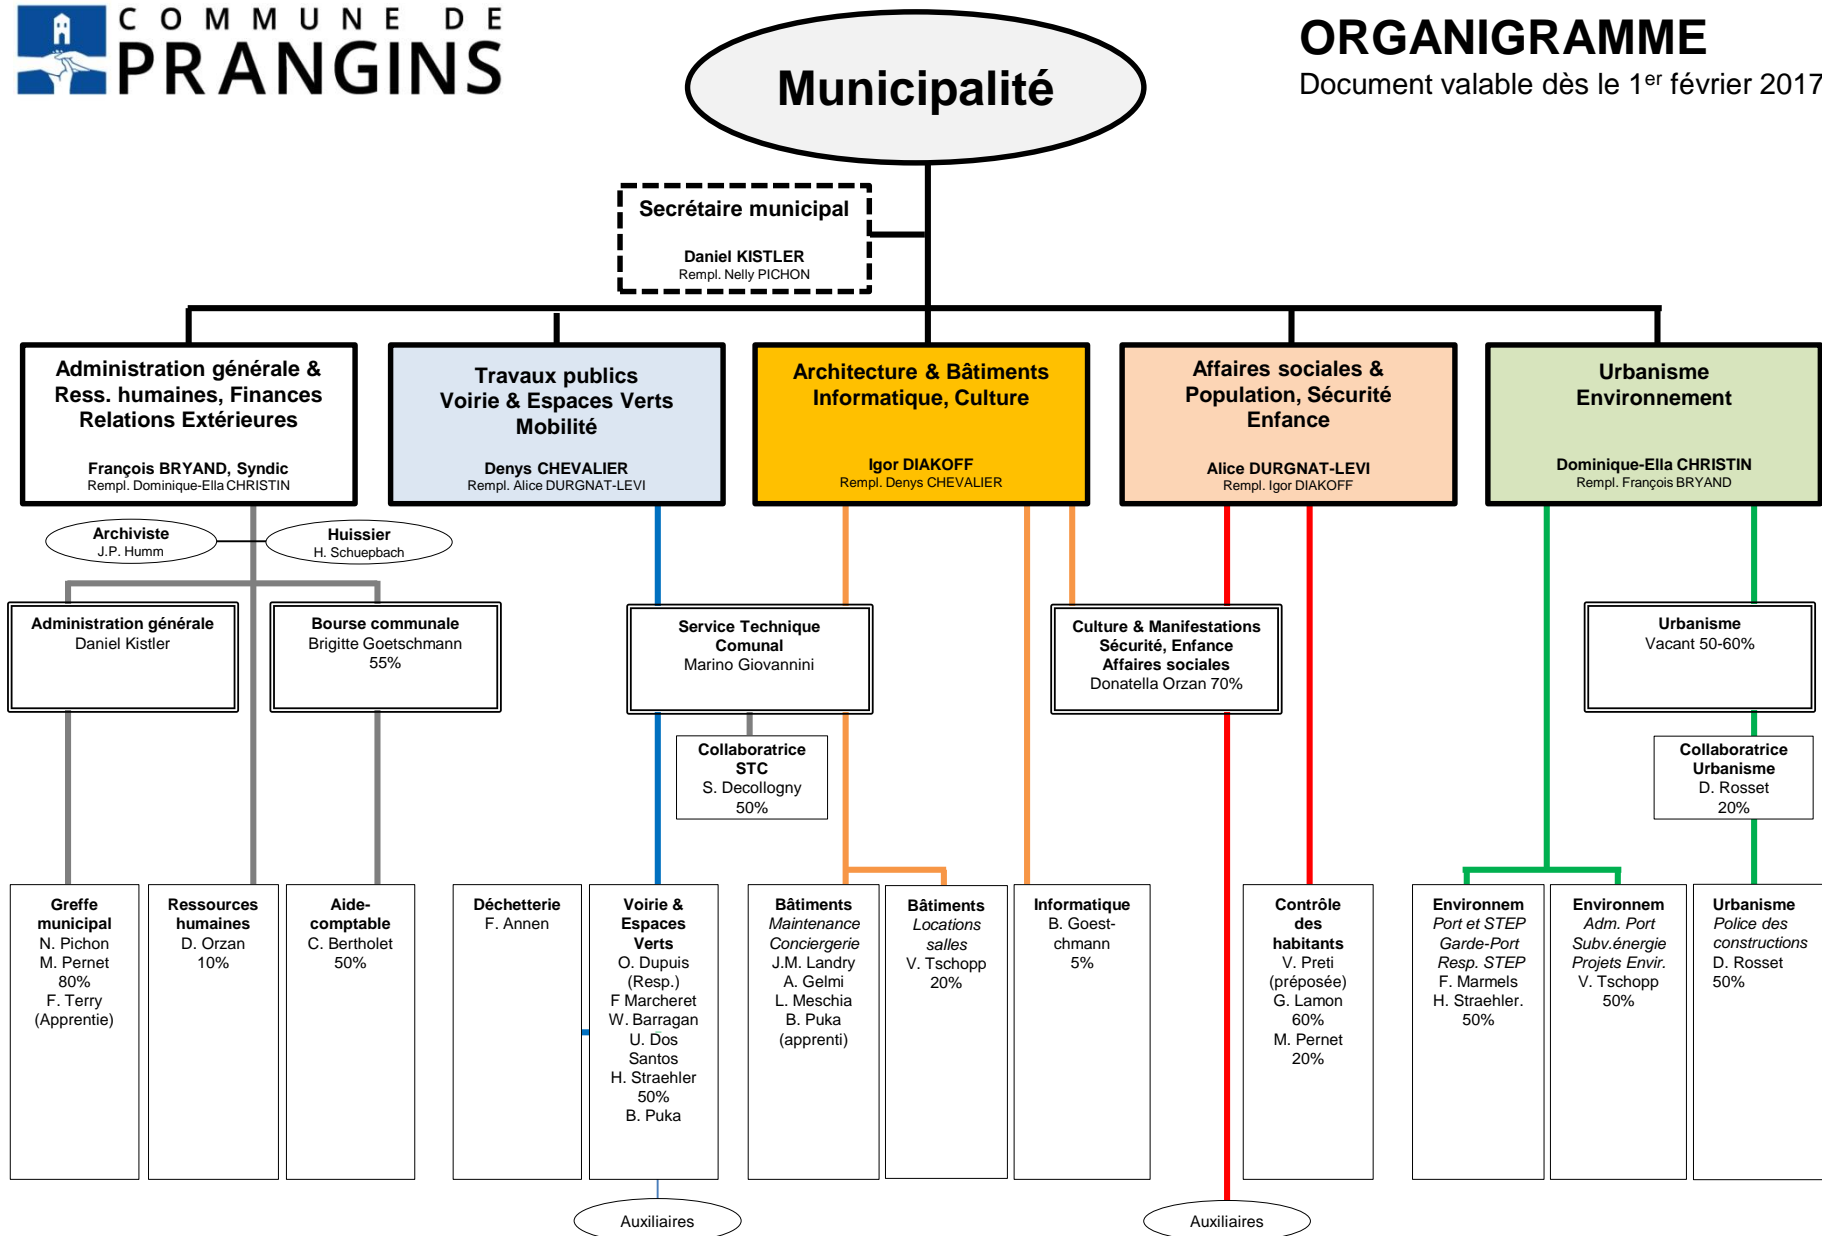 COMMUNE DE
PRANGINS
Municipalité
ORGANIGRAMME
Document valable dès le 1er février 2017
Secrétaire municipal
Daniel KISTLER
Rempl. Nelly PICHON
Administration générale &
Ress. humaines, Finances
Relations Extérieures
François BRYAND, Syndic
Rempl. Dominique-Ella CHRISTIN
Travaux publics
Voirie & Espaces Verts
Mobilité
Denys CHEVALIER
Rempl. Alice DURGNAT-LEVI
Architecture & Bâtiments
Informatique, Culture
Igor DIAKOFF
Rempl. Denys CHEVALIER
Affaires sociales &
Population, Sécurité
Enfance
Alice DURGNAT-LEVI
Rempl. Igor DIAKOFF
Urbanisme
Environnement
Dominique-Ella CHRISTIN
Rempl. François BRYAND
Archiviste
J.P. Humm
Huissier
H. Schuepbach
Administration générale
Daniel Kistler
Bourse communale
Brigitte Goetschmann
55%
Service Technique
Comunal
Marino Giovannini
Culture & Manifestations
Sécurité, Enfance
Affaires sociales
Donatella Orzan 70%
Urbanisme
Vacant 50-60%
Collaboratrice
STC
S. Decollogny
50%
Collaboratrice
Urbanisme
D. Rosset
20%
Greffe
municipal
N. Pichon
M. Pernet
80%
F. Terry
(Apprentie)
Ressources
humaines
D. Orzan
10%
Aide-
comptable
C. Bertholet
50%
Déchetterie
F. Annen
Voirie &
Espaces
Verts
O. Dupuis
(Resp.)
F Marcheret
W. Barragan
U. Dos
Santos
H. Straehler
50%
B. Puka
Bâtiments
Maintenance
Conciergerie
J.M. Landry
A. Gelmi
L. Meschia
B. Puka
(apprenti)
Bâtiments
Locations
salles
V. Tschopp
20%
Informatique
B. Goest-
chmann
5%
Contrôle
des
habitants
V. Preti
(préposée)
G. Lamon
60%
M. Pernet
20%
Environnem
Port et STEP
Garde-Port
Resp. STEP
F. Marmels
H. Straehler.
50%
Environnem
Adm. Port
Subv.énergie
Projets Envir.
V. Tschopp
50%
Urbanisme
Police des
constructions
D. Rosset
50%
Auxiliaires
Auxiliaires